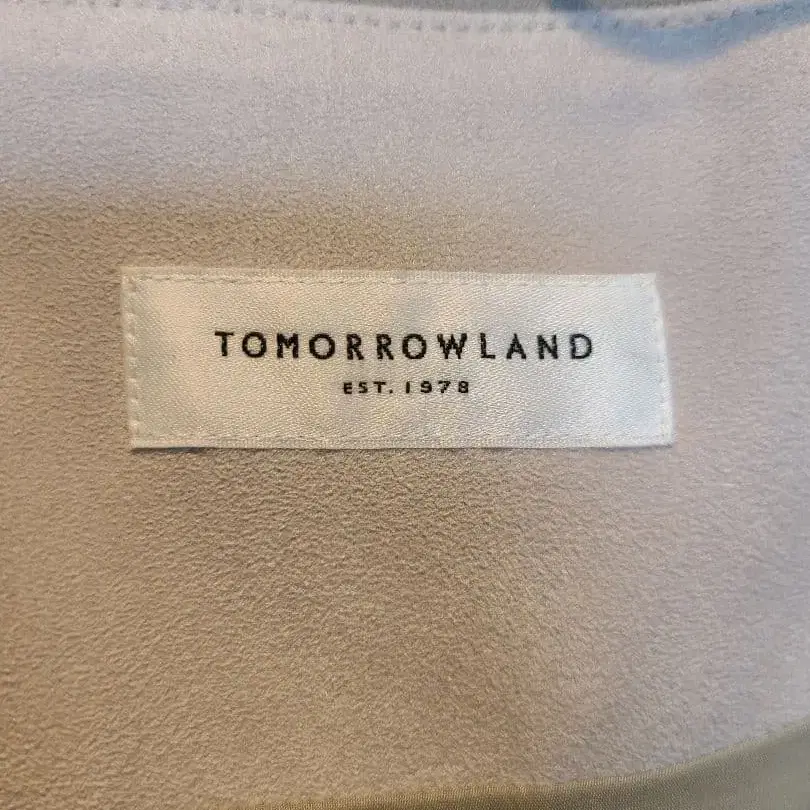 TOMORROWLAND
EST. 1978